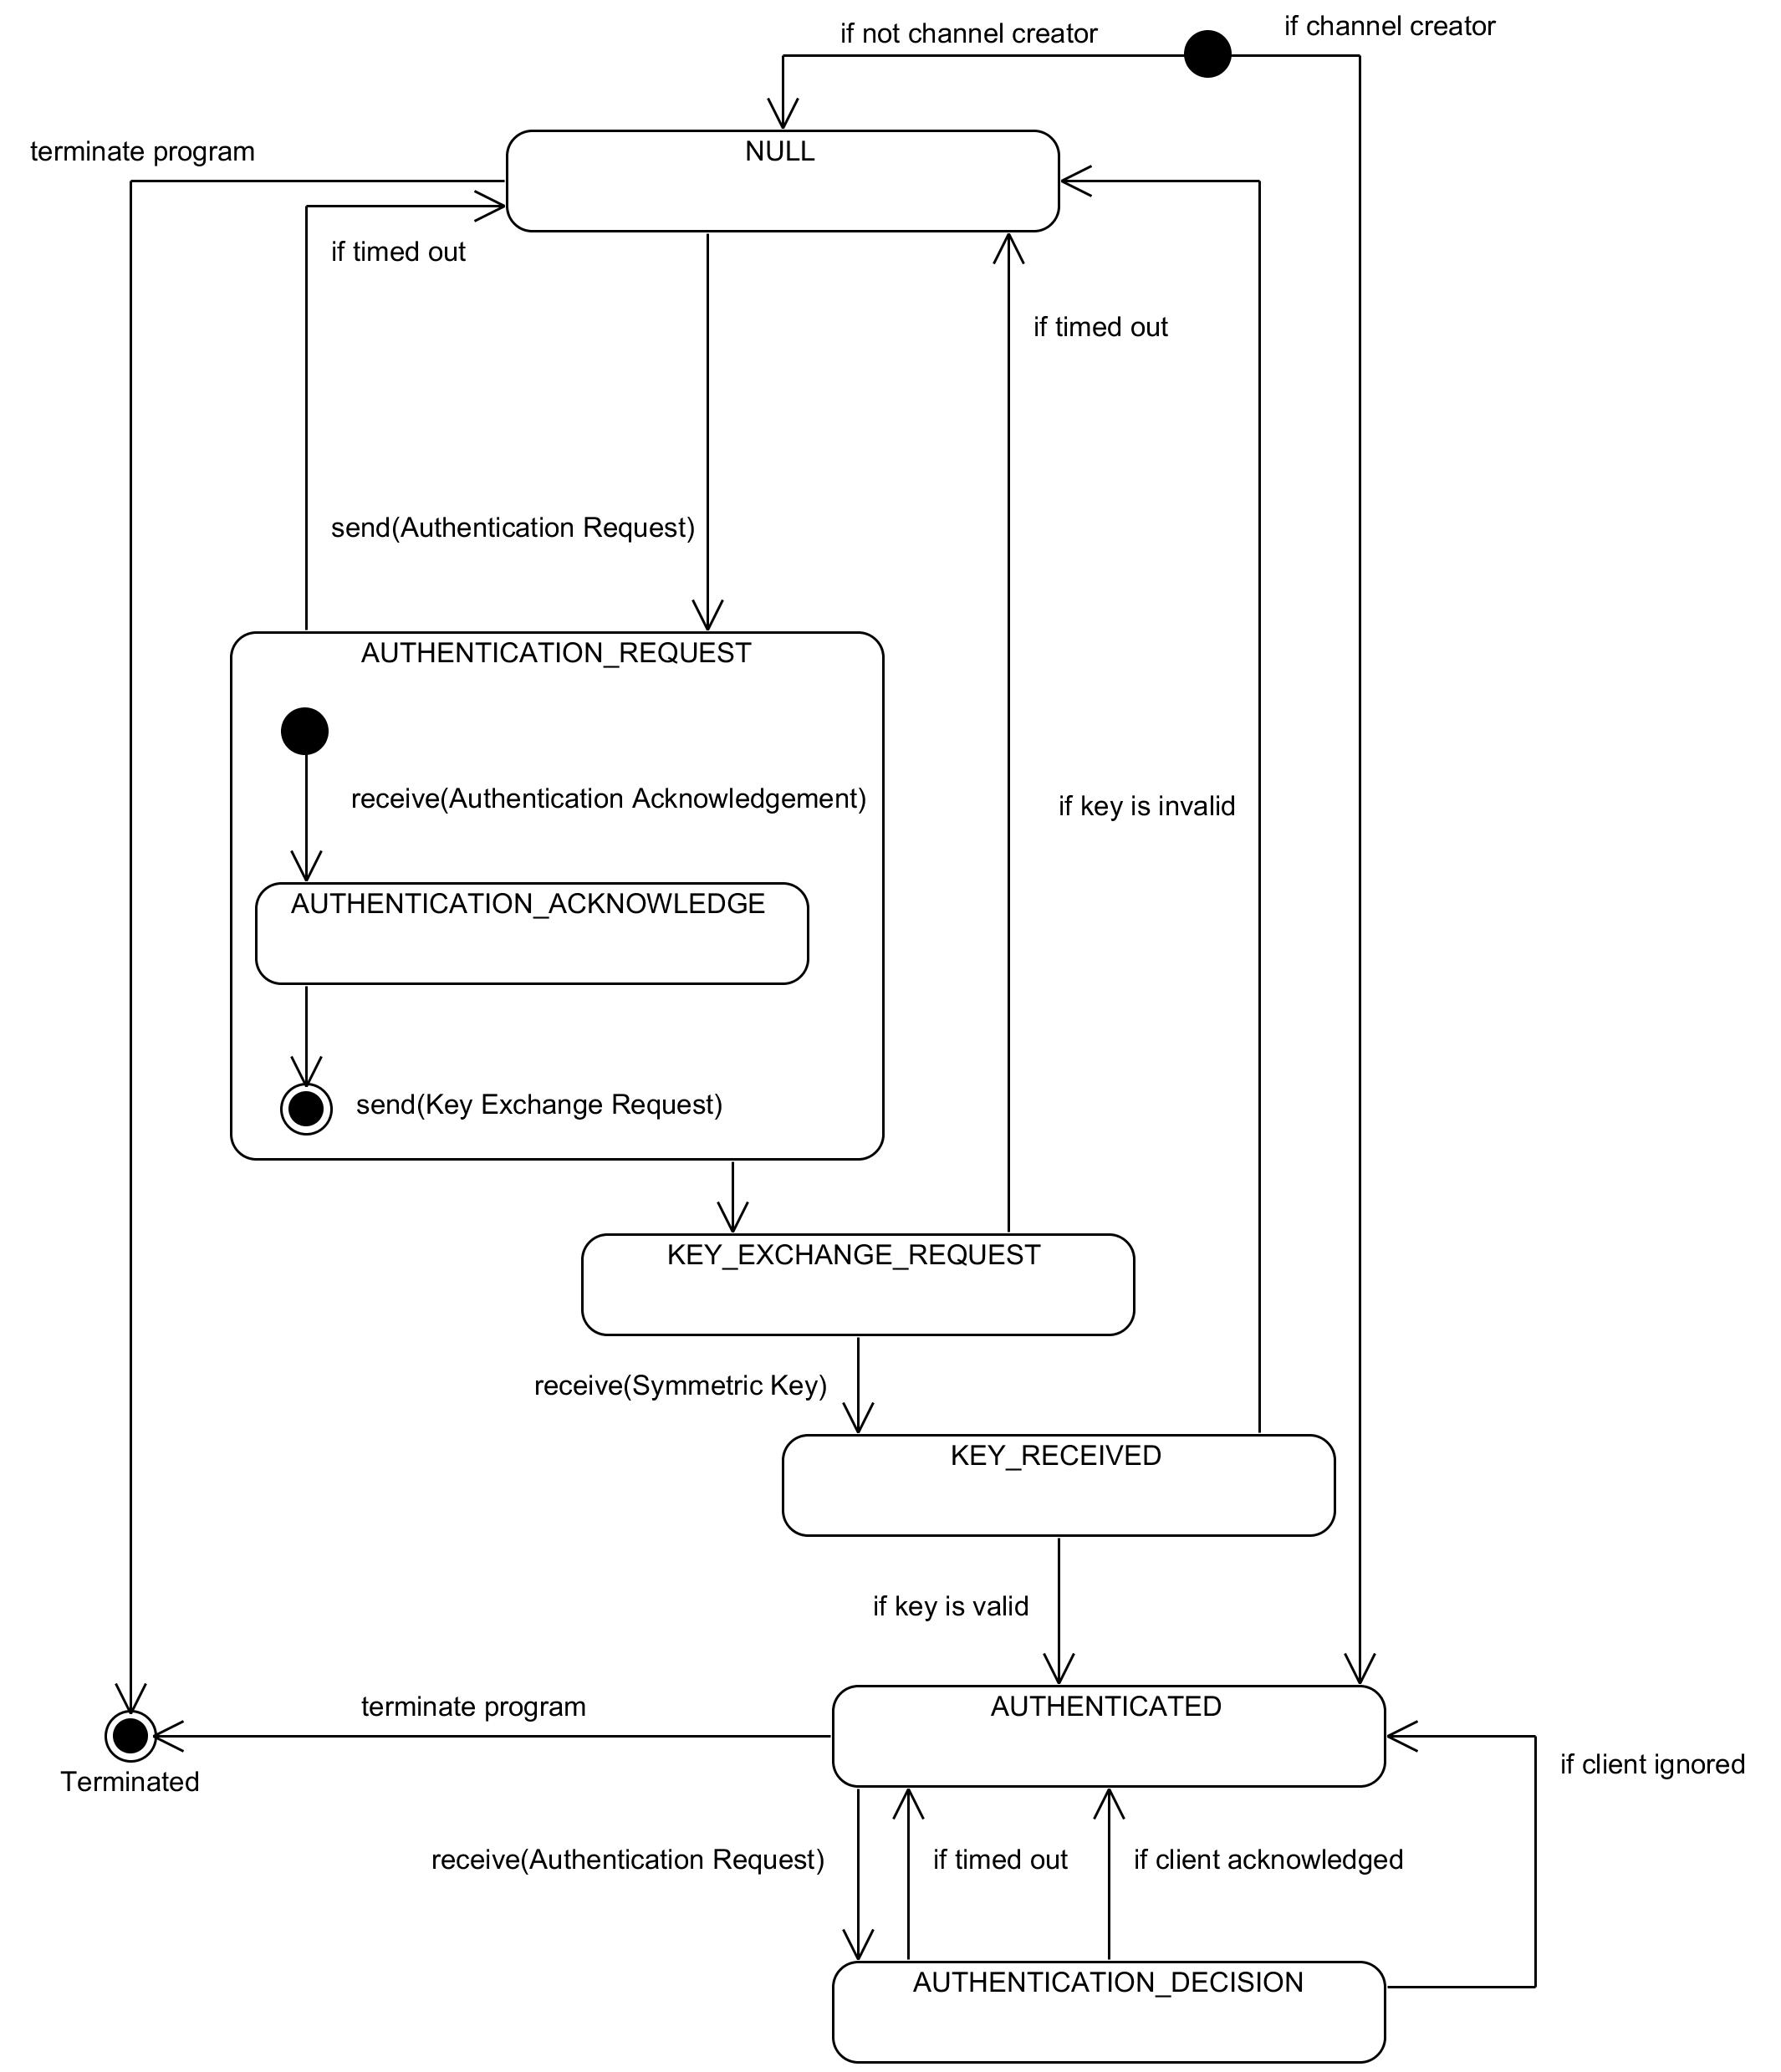 if channel creator
if not channel creator
NULL
terminate program
if timed out
if timed out
send(Authentication Request)
AUTHENTICATION_REQUEST
receive(Authentication Acknowledgement)
if key is invalid
AUTHENTICATION_ACKNOWLEDGE
send(Key Exchange Request)
KEY_EXCHANGE_REQUEST
receive(Symmetric Key)
KEY_RECEIVED
if key is valid
AUTHENTICATED
terminate program
if client ignored
Terminated
receive(Authentication Request)
if timed out
if client acknowledged
AUTHENTICATION_DECISION